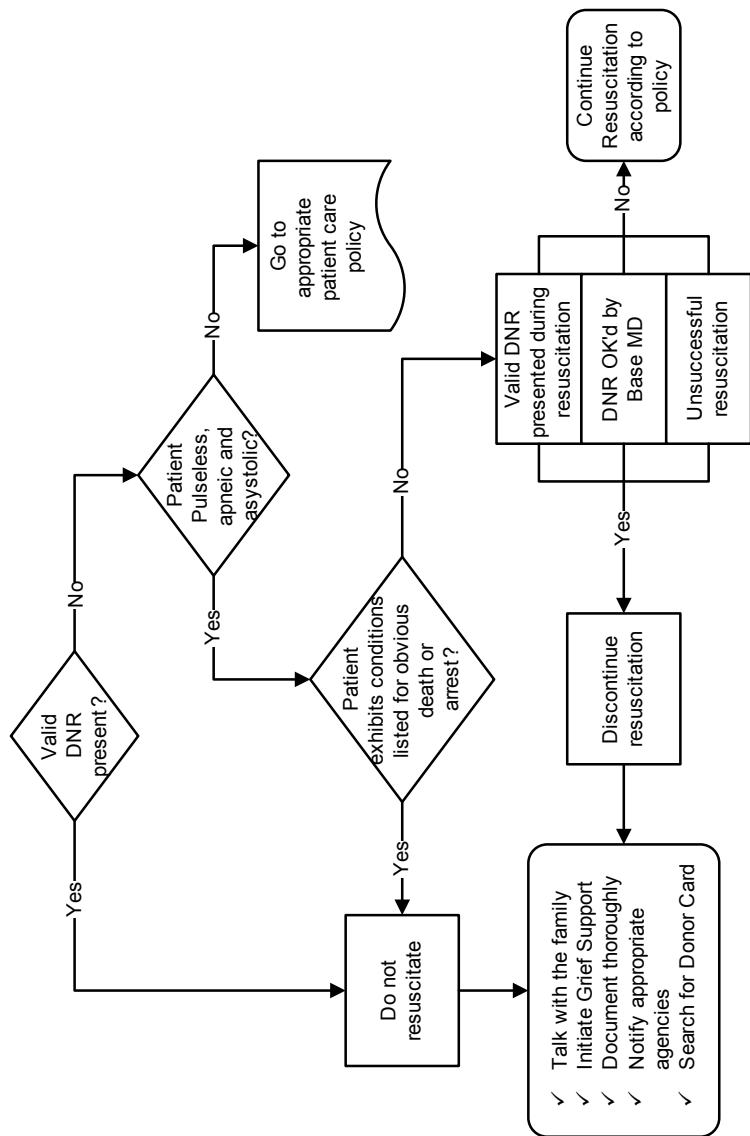 Valid
DNR
present ?
Yes
No
Patient
Pulseless,
apneic and
asystolic?
Yes
No
Go to
appropriate
patient care
policy
Patient
exhibits conditions
listed for obvious
death or
arrest?
Yes
No
Do not
resuscitate
Valid DNR
presented during
resuscitation
DNR OK'd by
Base MD
Unsuccessful
resuscitation
No
Continue
Resuscitation
according to
policy
Yes
Discontinue
resuscitation
✓ Talk with the family
✓ Initiate Grief Support
✓ Document thoroughly
✓ Notify appropriate
agencies
✓ Search for Donor Card